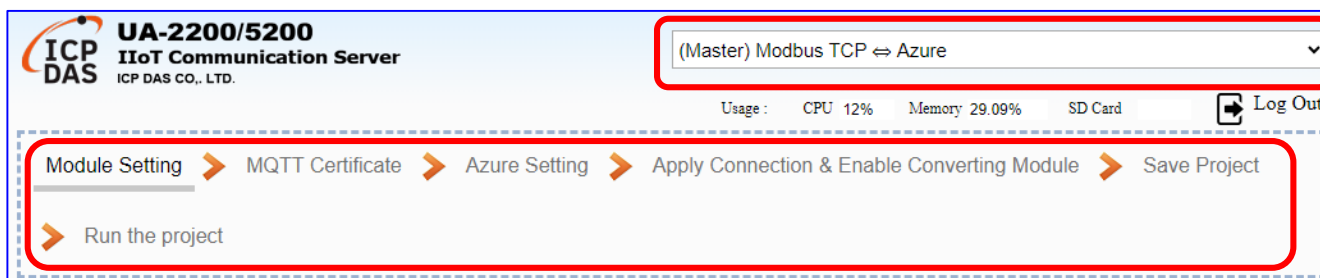 ICP
DAS
UA-2200/5200
IIoT Communication Server
ICP DAS CO,. LTD.
(Master) Modbus TCP ⇔ Azure
Usage : CPU 12% Memory 29.09% SD Card Log Out
Module Setting MQTT Certificate Azure Setting Apply Connection & Enable Converting Module Save Project
Run the project